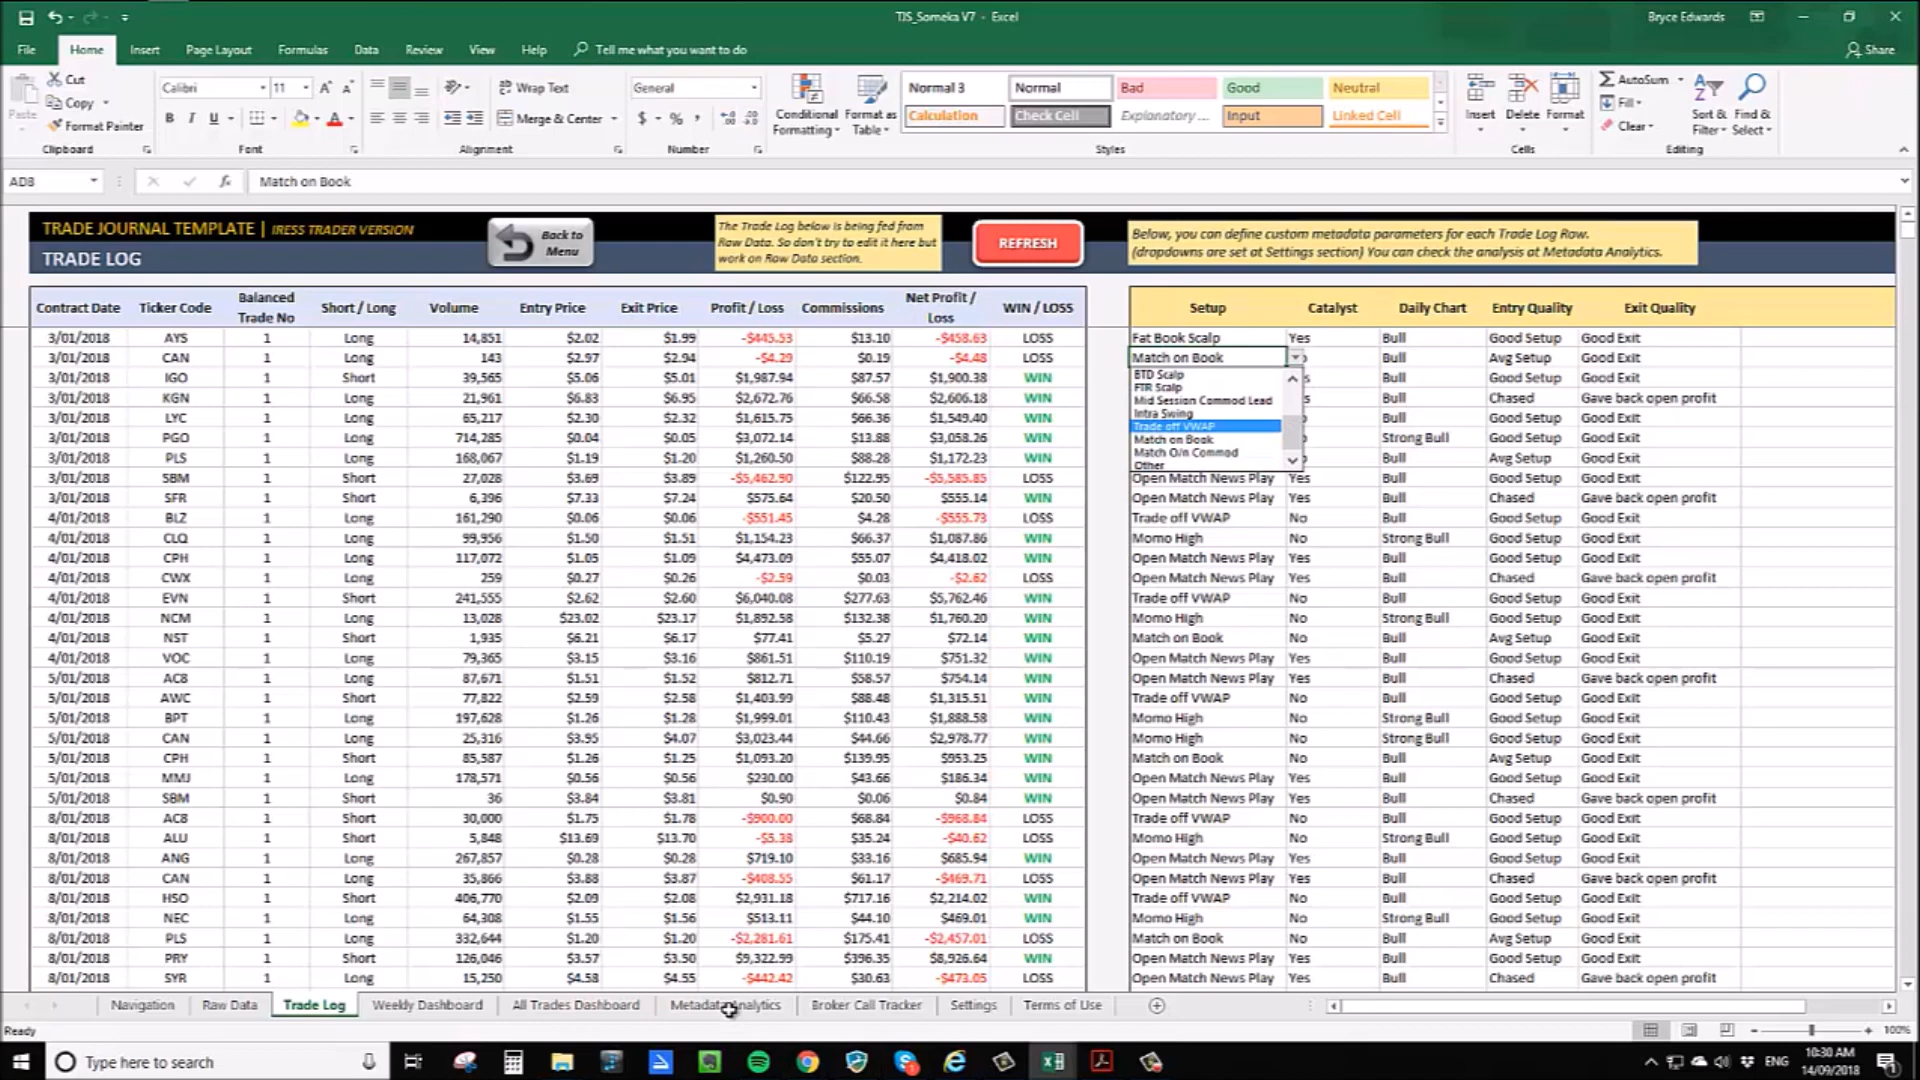 TIS_Someka V7 - Excel
Bryce Edwards
File Home Insert Page Layout Formulas Data Review View Help Tell me what you want to do
Share
Cut
Copy
Format Painter
Paste
Clipboard
Calibri 11
B I U
Font
Wrap Text
Merge & Center
Alignment
General
$ % ,
Number
Conditional Formatting
Format as Table
Normal 3 Normal Bad Good Neutral
Calculation Check Cell Explanatory ... Input Linked Cell
Styles
Insert Delete Format
Cells
AutoSum
Fill
Clear
Sort & Filter
Find & Select
Editing
AD8
fx
Match on Book
TRADE JOURNAL TEMPLATE | IRESS TRADER VERSION
TRADE LOG
Back to Menu
The Trade Log below is being fed from
Raw Data. So don't try to edit it here but
work on Raw Data section.
REFRESH
Below, you can define custom metadata parameters for each Trade Log Row.
(dropdowns are set at Settings section) You can check the analysis at Metadata Analytics.
Contract Date Ticker Code Balanced Trade No Short / Long Volume Entry Price Exit Price Profit / Loss Commissions Net Profit / Loss WIN / LOSS Setup Catalyst Daily Chart Entry Quality Exit Quality
3/01/2018 AYS 1 Long 14,851 $2.02 $1.99 -$445.53 $13.10 -$458.63 LOSS Fat Book Scalp Yes Bull Good Setup Good Exit
3/01/2018 CAN 1 Long 143 $2.97 $2.94 -$4.29 $0.19 -$4.48 LOSS Match on Book Bull Avg Setup Good Exit
3/01/2018 IGO 1 Short 39,565 $5.06 $5.01 $1,987.94 $87.57 $1,900.38 WIN Bull Good Setup Good Exit
3/01/2018 KGN 1 Long 21,961 $6.83 $6.95 $2,672.76 $66.58 $2,606.18 WIN Bull Chased Gave back open profit
3/01/2018 LYC 1 Long 65,217 $2.30 $2.32 $1,615.75 $66.36 $1,549.40 WIN Bull Good Setup Good Exit
3/01/2018 PGO 1 Long 714,285 $0.04 $0.05 $3,072.14 $13.88 $3,058.26 WIN Strong Bull Good Setup Good Exit
3/01/2018 PLS 1 Long 168,067 $1.19 $1.20 $1,260.50 $88.28 $1,172.23 WIN Bull Avg Setup Good Exit
BTD Scalp
FTR Scalp
Mid Session Commod Lead
Intra Swing
Trade off VWAP
Match on Book
Match O/n Commod
Other
3/01/2018 SBM 1 Short 27,028 $3.69 $3.89 -$5,462.90 $122.95 -$5,585.85 LOSS Open Match News Play Yes Bull Good Setup Good Exit
3/01/2018 SFR 1 Short 6,396 $7.33 $7.24 $575.64 $20.50 $555.14 WIN Open Match News Play Yes Bull Chased Gave back open profit
4/01/2018 BLZ 1 Long 161,290 $0.06 $0.06 -$551.45 $4.28 -$555.73 LOSS Trade off VWAP No Bull Good Setup Good Exit
4/01/2018 CLQ 1 Long 99,956 $1.50 $1.51 $1,154.23 $66.37 $1,087.86 WIN Momo High No Strong Bull Good Setup Good Exit
4/01/2018 CPH 1 Long 117,072 $1.05 $1.09 $4,473.09 $55.07 $4,418.02 WIN Open Match News Play Yes Bull Good Setup Good Exit
4/01/2018 CWX 1 Long 259 $0.27 $0.26 -$2.59 $0.03 -$2.62 LOSS Open Match News Play Yes Bull Chased Gave back open profit
4/01/2018 EVN 1 Short 241,555 $2.62 $2.60 $6,040.08 $277.63 $5,762.46 WIN Trade off VWAP No Bull Good Setup Good Exit
4/01/2018 NCM 1 Long 13,028 $23.02 $23.17 $1,892.58 $132.38 $1,760.20 WIN Momo High No Strong Bull Good Setup Good Exit
4/01/2018 NST 1 Short 1,935 $6.21 $6.17 $77.41 $5.27 $72.14 WIN Match on Book No Bull Avg Setup Good Exit
4/01/2018 VOC 1 Long 79,365 $3.15 $3.16 $861.51 $110.19 $751.32 WIN Open Match News Play Yes Bull Good Setup Good Exit
5/01/2018 AC8 1 Long 87,671 $1.51 $1.52 $812.71 $58.57 $754.14 WIN Open Match News Play Yes Bull Chased Gave back open profit
5/01/2018 AWC 1 Short 77,822 $2.59 $2.58 $1,403.99 $88.48 $1,315.51 WIN Trade off VWAP No Bull Good Setup Good Exit
5/01/2018 BPT 1 Long 197,628 $1.26 $1.28 $1,999.01 $110.43 $1,888.58 WIN Momo High No Strong Bull Good Setup Good Exit
5/01/2018 CAN 1 Long 25,316 $3.95 $4.07 $3,023.44 $44.66 $2,978.77 WIN Momo High No Strong Bull Good Setup Good Exit
5/01/2018 CPH 1 Short 85,587 $1.26 $1.25 $1,093.20 $139.95 $953.25 WIN Match on Book No Bull Avg Setup Good Exit
5/01/2018 MMJ 1 Long 178,571 $0.56 $0.56 $230.00 $43.66 $186.34 WIN Open Match News Play Yes Bull Good Setup Good Exit
5/01/2018 SBM 1 Short 36 $3.84 $3.81 $0.90 $0.06 $0.84 WIN Open Match News Play Yes Bull Chased Gave back open profit
8/01/2018 AC8 1 Short 30,000 $1.75 $1.78 -$900.00 $68.84 -$968.84 LOSS Trade off VWAP No Bull Good Setup Good Exit
8/01/2018 ALU 1 Short 5,848 $13.69 $13.70 -$5.38 $35.24 -$40.62 LOSS Momo High No Strong Bull Good Setup Good Exit
8/01/2018 ANG 1 Long 267,857 $0.28 $0.28 $719.10 $33.16 $685.94 WIN Open Match News Play Yes Bull Good Setup Good Exit
8/01/2018 CAN 1 Long 35,866 $3.88 $3.87 -$408.55 $61.17 -$469.71 LOSS Open Match News Play Yes Bull Chased Gave back open profit
8/01/2018 HSO 1 Short 406,770 $2.09 $2.08 $2,931.18 $717.16 $2,214.02 WIN Trade off VWAP No Bull Good Setup Good Exit
8/01/2018 NEC 1 Long 64,308 $1.55 $1.56 $513.11 $44.10 $469.01 WIN Momo High No Strong Bull Good Setup Good Exit
8/01/2018 PLS 1 Long 332,644 $1.20 $1.20 -$2,281.61 $175.41 -$2,457.01 LOSS Match on Book No Bull Avg Setup Good Exit
8/01/2018 PRY 1 Short 126,046 $3.57 $3.50 $9,322.99 $396.35 $8,926.64 WIN Open Match News Play Yes Bull Good Setup Good Exit
8/01/2018 SYR 1 Long 15,250 $4.58 $4.55 -$442.42 $30.63 -$473.05 LOSS Open Match News Play Yes Bull Chased Gave back open profit
Navigation Raw Data Trade Log Weekly Dashboard All Trades Dashboard Metadata Analytics Broker Call Tracker Settings Terms of Use
Ready
100%
Type here to search
ENG
10:30 AM
14/09/2018